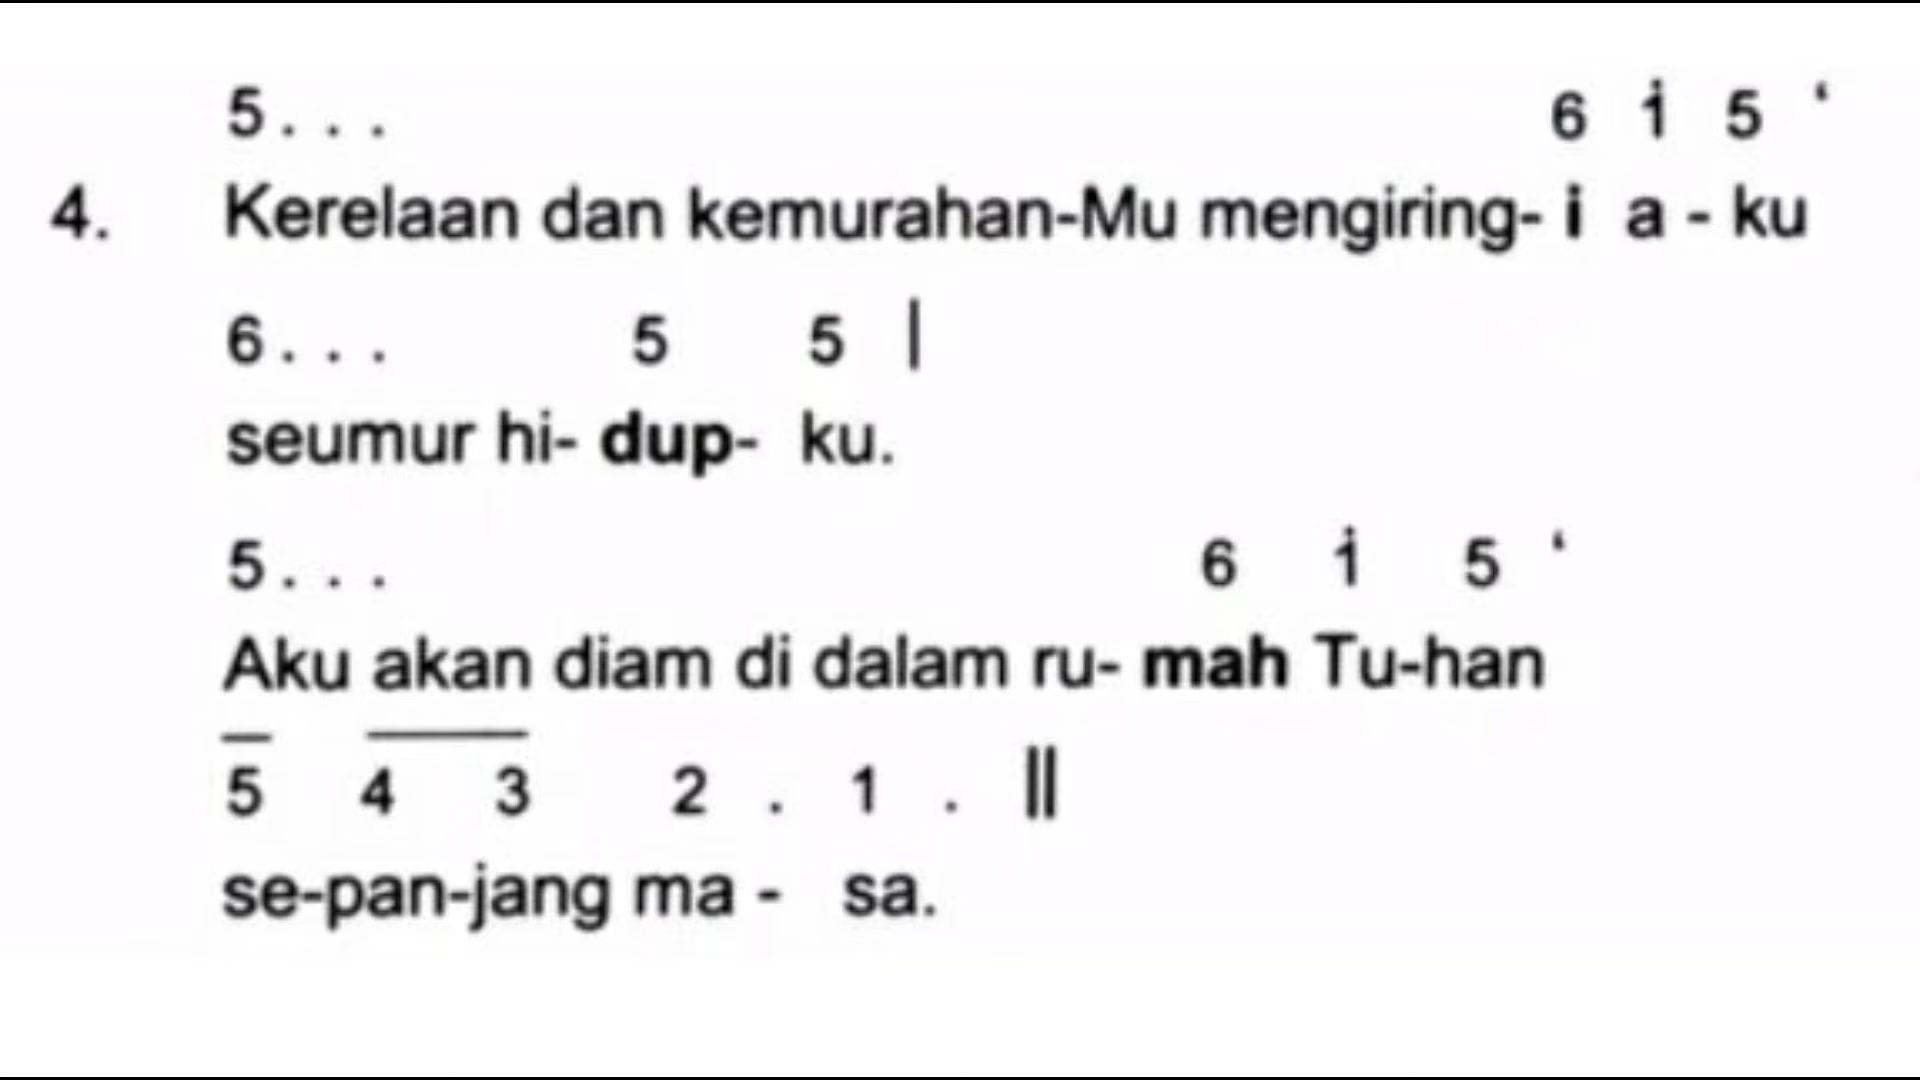 5 . . . 6 i 5 ‘
4. Kerelaan dan kemurahan-Mu mengiring- i a - ku
6 . . . 5 5 |
seumur hi- dup- ku.
5 . . . 6 i 5 ‘
Aku akan diam di dalam ru- mah Tu-han
5 4 3 2 . 1 . ||
se-pan-jang ma - sa.